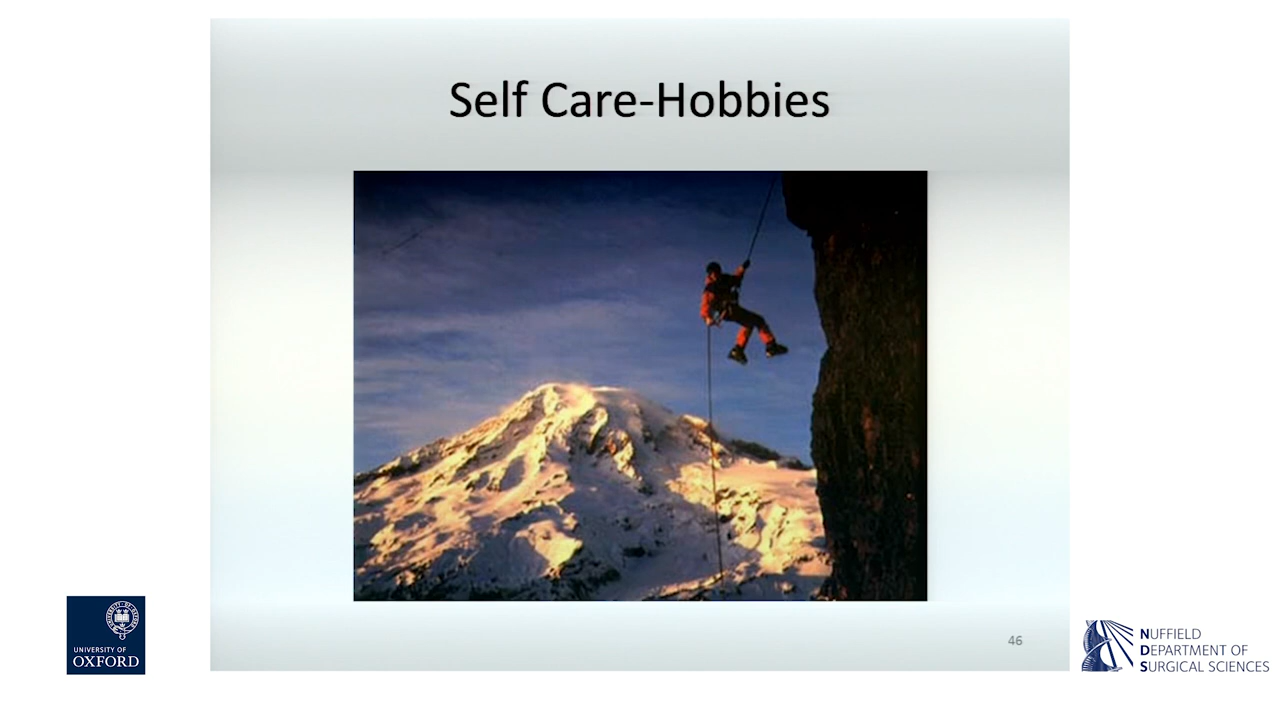 Self Care-Hobbies
46
UNIVERSITY OF
OXFORD
NUFFIELD
DEPARTMENT OF
SURGICAL SCIENCES